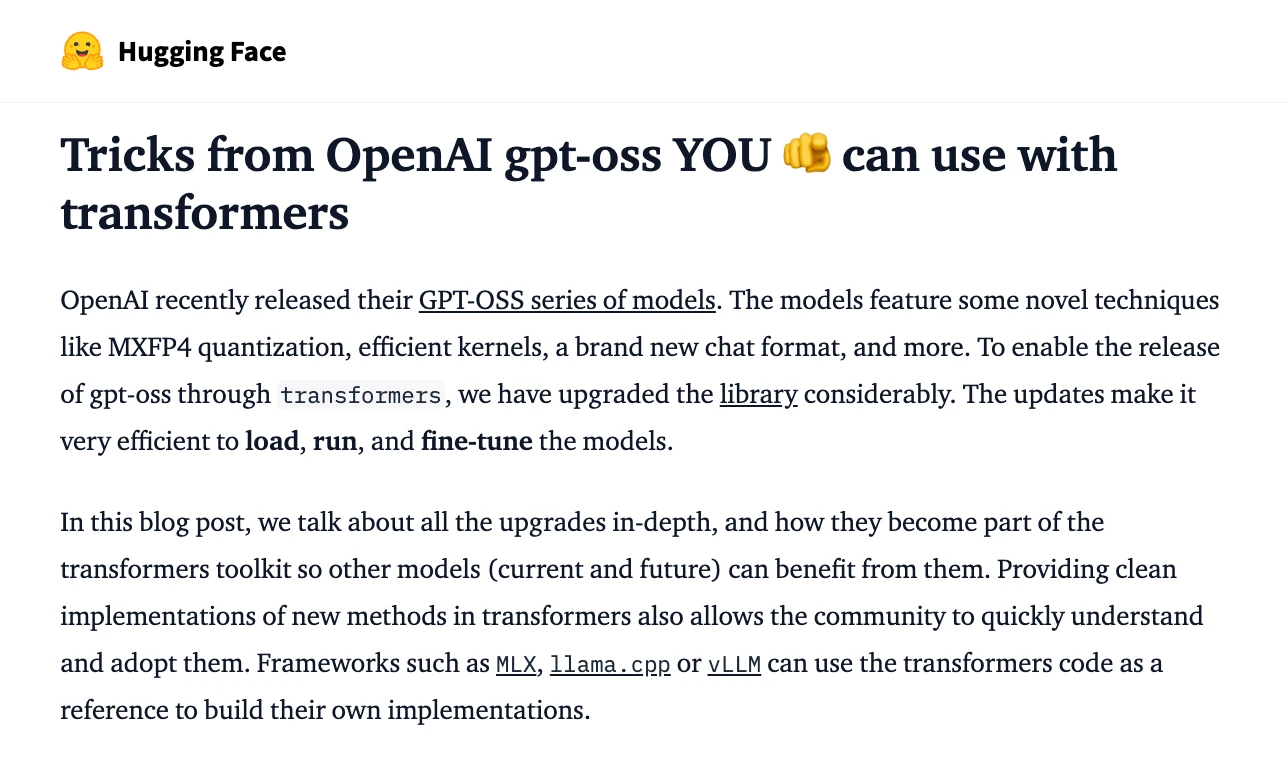 🤗 Hugging Face
Tricks from OpenAI gpt-oss YOU 🫵 can use with
transformers
OpenAI recently released their GPT-OSS series of models. The models feature some novel techniques
like MXFP4 quantization, efficient kernels, a brand new chat format, and more. To enable the release
of gpt-oss through transformers, we have upgraded the library considerably. The updates make it
very efficient to load, run, and fine-tune the models.
In this blog post, we talk about all the upgrades in-depth, and how they become part of the
transformers toolkit so other models (current and future) can benefit from them. Providing clean
implementations of new methods in transformers also allows the community to quickly understand
and adopt them. Frameworks such as MLX, llama.cpp or vLLM can use the transformers code as a
reference to build their own implementations.